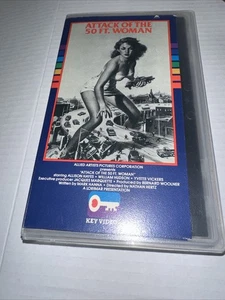 ATTACK OF THE
50 FT. WOMAN
ALLIED ARTISTS PICTURES CORPORATION
presents
"ATTACK OF THE 50 FT. WOMAN"
starring ALLISON HAYES • WILLIAM HUDSON • YVETTE VICKERS
Executive producer JACQUES MARQUETTE • Produced by BERNARD WOOLNER
Written by MARK HANNA • Directed by NATHAN HERTZ
A LORIMAR PRESENTATION
KEY VIDEO